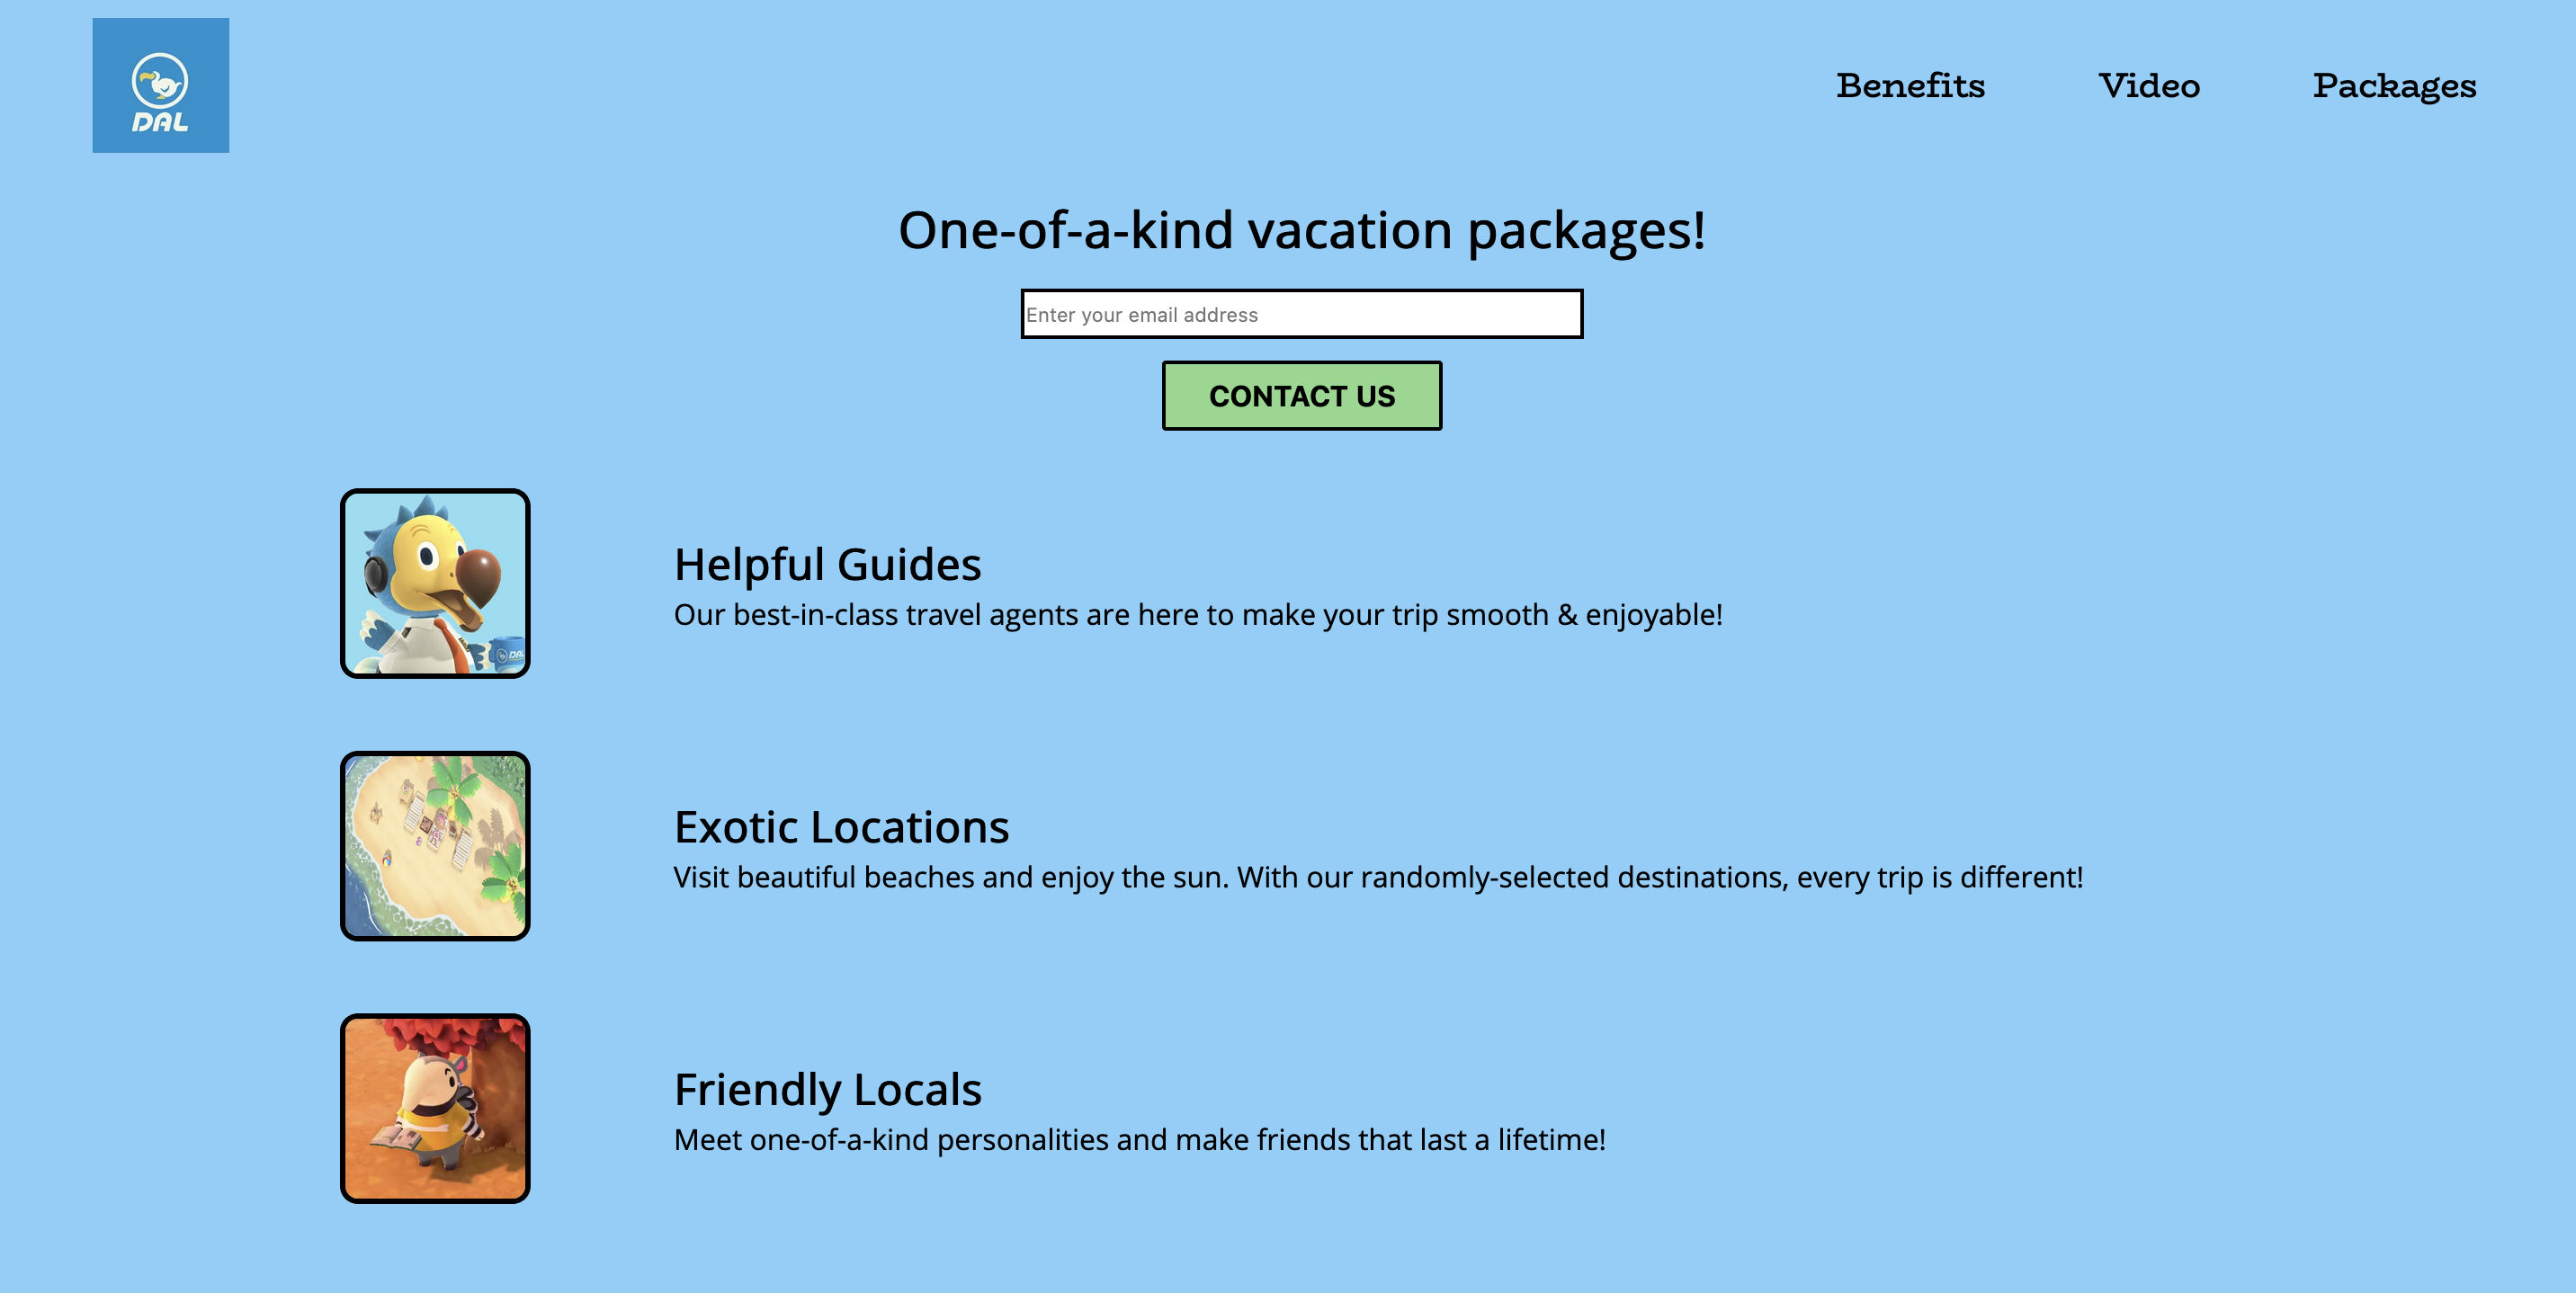 DAL
Benefits
Video
Packages
One-of-a-kind vacation packages!
Enter your email address
CONTACT US
Helpful Guides
Our best-in-class travel agents are here to make your trip smooth & enjoyable!
Exotic Locations
Visit beautiful beaches and enjoy the sun. With our randomly-selected destinations, every trip is different!
Friendly Locals
Meet one-of-a-kind personalities and make friends that last a lifetime!